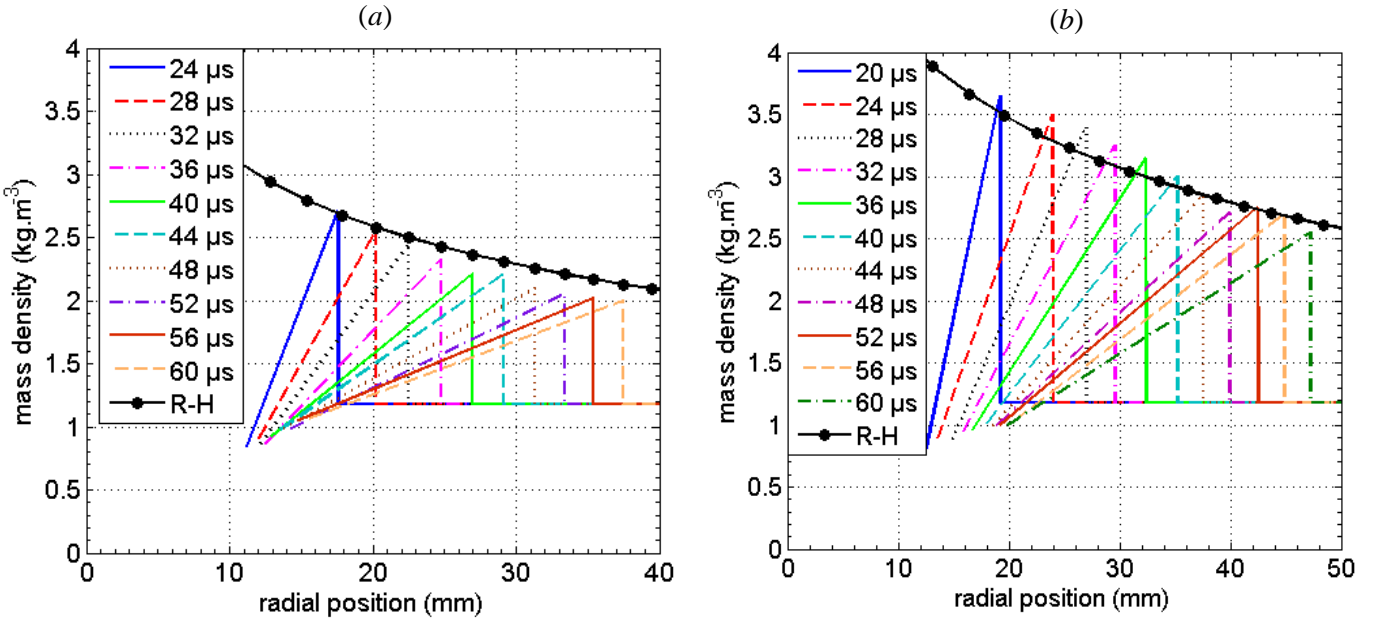 (a)
4
3.5
3
2.5
2
1.5
1
0.5
0
0
10
20
30
40
mass density (kg.m-3)
radial position (mm)
24 µs
28 µs
32 µs
36 µs
40 µs
44 µs
48 µs
52 µs
56 µs
60 µs
R-H
(b)
4
3.5
3
2.5
2
1.5
1
0.5
0
0
10
20
30
40
50
mass density (kg.m-3)
radial position (mm)
20 µs
24 µs
28 µs
32 µs
36 µs
40 µs
44 µs
48 µs
52 µs
56 µs
60 µs
R-H